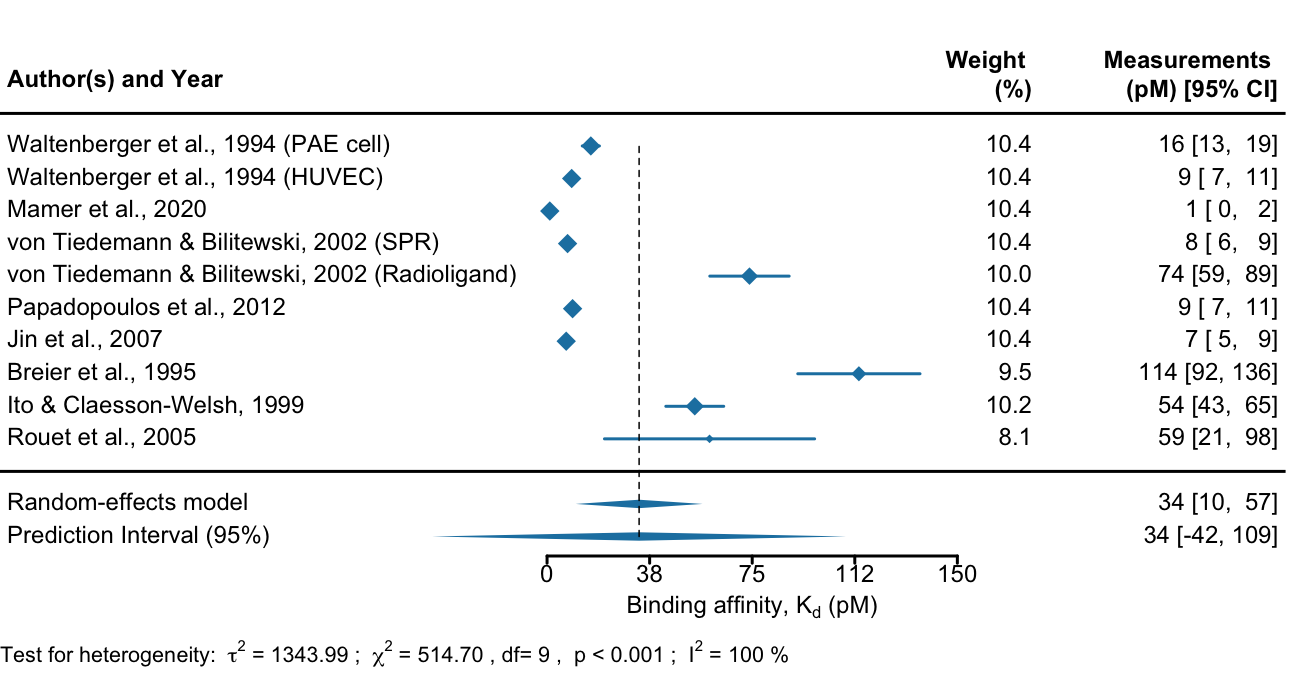 Author(s) and Year Weight (%) Measurements (pM) [95% CI]
Waltenberger et al., 1994 (PAE cell) 10.4 16 [13, 19]
Waltenberger et al., 1994 (HUVEC) 10.4 9 [ 7, 11]
Mamer et al., 2020 10.4 1 [ 0, 2]
von Tiedemann & Bilitewski, 2002 (SPR) 10.4 8 [ 6, 9]
von Tiedemann & Bilitewski, 2002 (Radioligand) 10.0 74 [59, 89]
Papadopoulos et al., 2012 10.4 9 [ 7, 11]
Jin et al., 2007 10.4 7 [ 5, 9]
Breier et al., 1995 9.5 114 [92, 136]
Ito & Claesson-Welsh, 1999 10.2 54 [43, 65]
Rouet et al., 2005 8.1 59 [21, 98]
Random-effects model 34 [10, 57]
Prediction Interval (95%) 34 [-42, 109]
0 38 75 112 150
Binding affinity, Kd (pM)
Test for heterogeneity: τ2 = 1343.99 ; χ2 = 514.70 , df= 9 , p < 0.001 ; I2 = 100 %